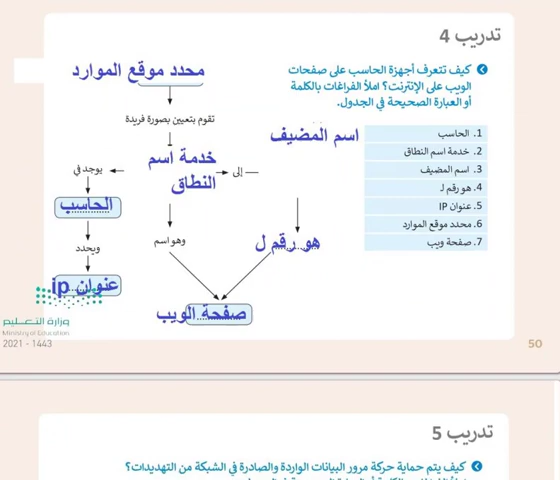 تدريب 4
كيف تتعرف أجهزة الحاسب على صفحات
الويب على الإنترنت؟ املأ الفراغات بالكلمة
أو العبارة الصحيحة في الجدول.
1. الحاسب
2. خدمة اسم النطاق
3. اسم المضيف
4. هو رقم لـ
5. عنوان IP
6. محدد موقع الموارد
7. صفحة ويب
محدد موقع الموارد
تقوم بتعيين بصورة فريدة
اسم المضيف
خدمة اسم
النطاق
إلى
يوجد في
الحاسب
وهو اسم
هو رقم ل
ويحدد
عنوان ip
صفحة الويب
وزارة التعـليم
Ministry of Education
2021 - 1443
50
تدريب 5
كيف يتم حماية حركة مرور البيانات الواردة والصادرة في الشبكة من التهديدات؟